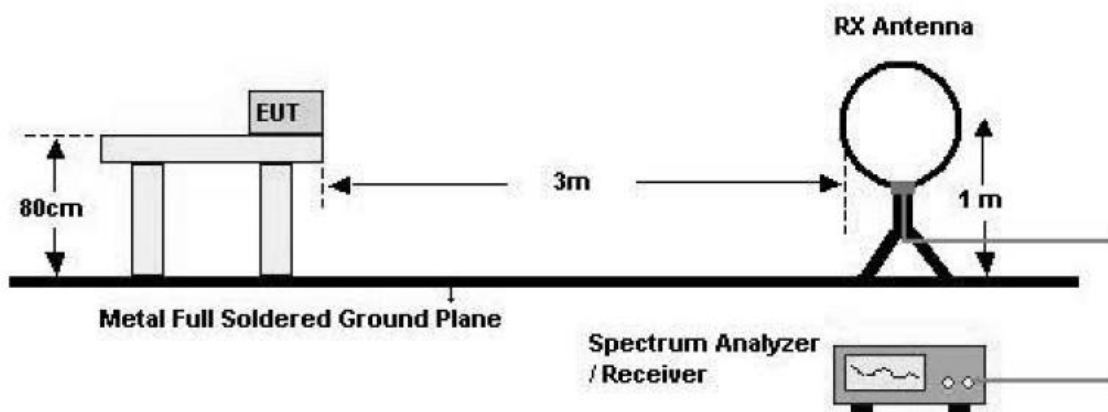 RX Antenna
EUT
3m
80cm
1 m
Metal Full Soldered Ground Plane
Spectrum Analyzer
/ Receiver